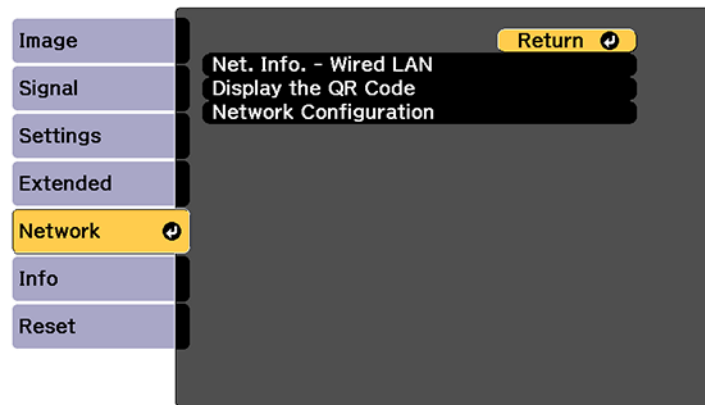 Image
Signal
Settings
Extended
Network
Info
Reset
Return
Net. Info. - Wired LAN
Display the QR Code
Network Configuration